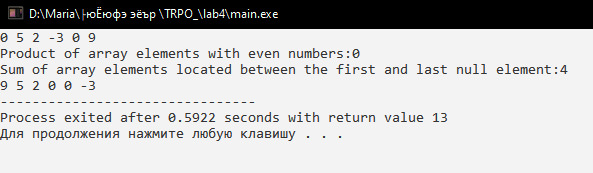 D:\Maria\ \TRPO_\lab4\main.exe
0 5 2 -3 0 9
Product of array elements with even numbers:0
Sum of array elements located between the first and last null element:4
9 5 2 0 0 -3
--------------------------------
Process exited after 0.5922 seconds with return value 13
Для продолжения нажмите любую клавишу . . .